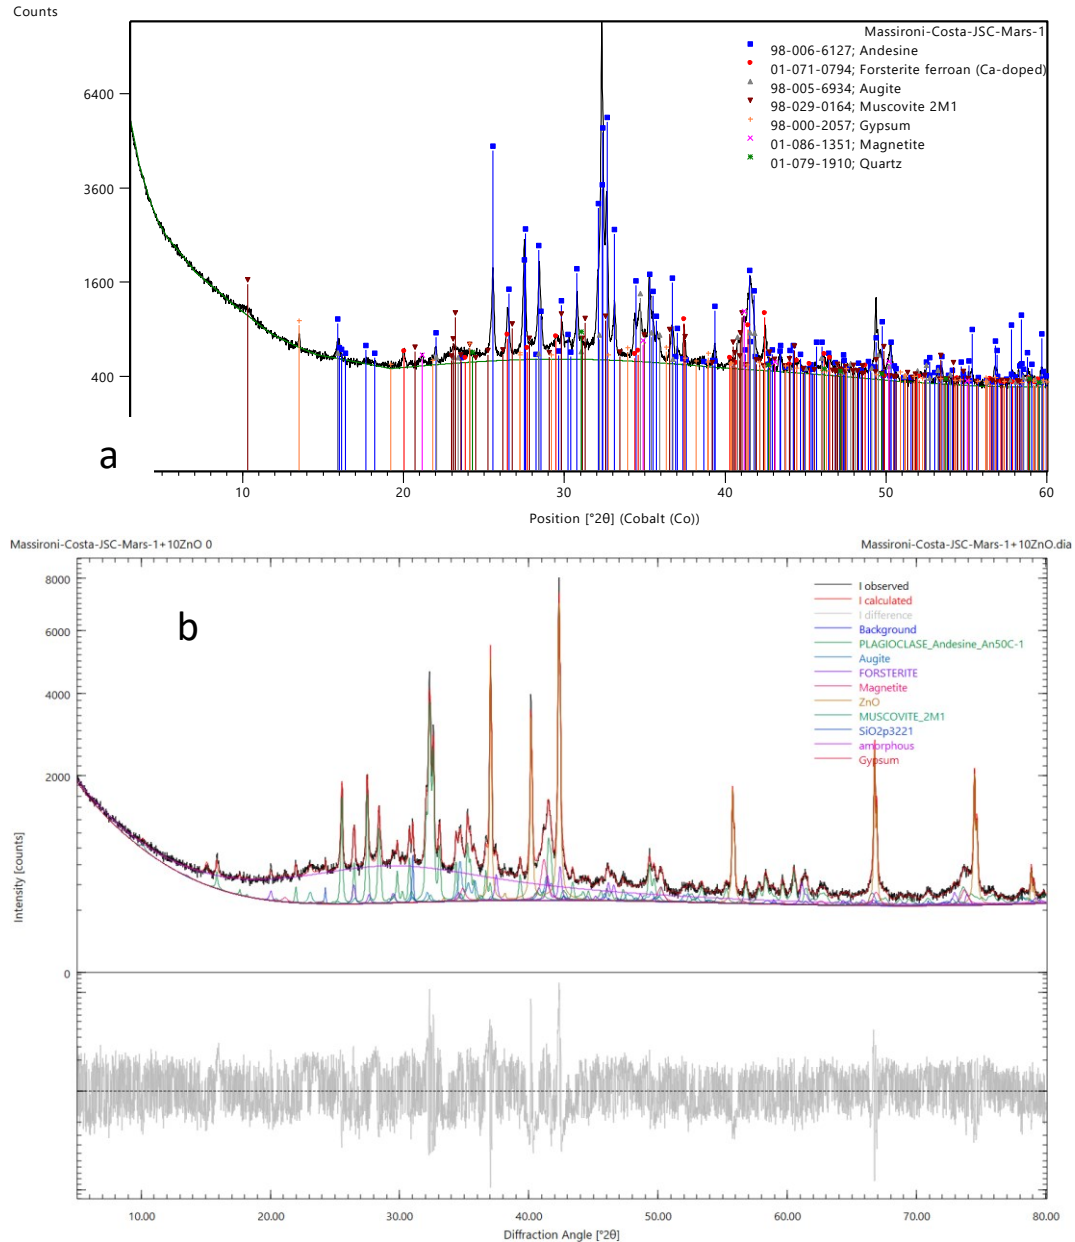 Counts
Massironi-Costa-JSC-Mars-1
98-006-6127; Andesine
01-071-0794; Forsterite ferroan (Ca-doped)
98-005-6934; Augite
98-029-0164; Muscovite 2M1
98-000-2057; Gypsum
01-086-1351; Magnetite
01-079-1910; Quartz
6400
3600
1600
400
a
10 20 30 40 50 60
Position [°2θ] (Cobalt (Co))
Massironi-Costa-JSC-Mars-1+10ZnO 0 Massironi-Costa-JSC-Mars-1+10ZnO.dia
b
I observed
I calculated
I difference
Background
PLAGIOCLASE_Andesine_An50C-1
Augite
FORSTERITE
Magnetite
ZnO
MUSCOVITE_2M1
SiO2p3221
amorphous
Gypsum
8000
6000
4000
2000
0
Intensity [counts]
10.00 20.00 30.00 40.00 50.00 60.00 70.00 80.00
Diffraction Angle [°2θ]